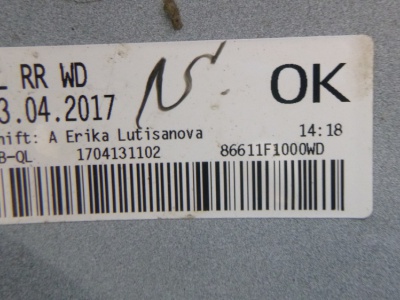 L RR WD
3.04.2017
OK
hift: A Erika Lutisanova 14:18
B-QL 1704131102 86611F1000WD